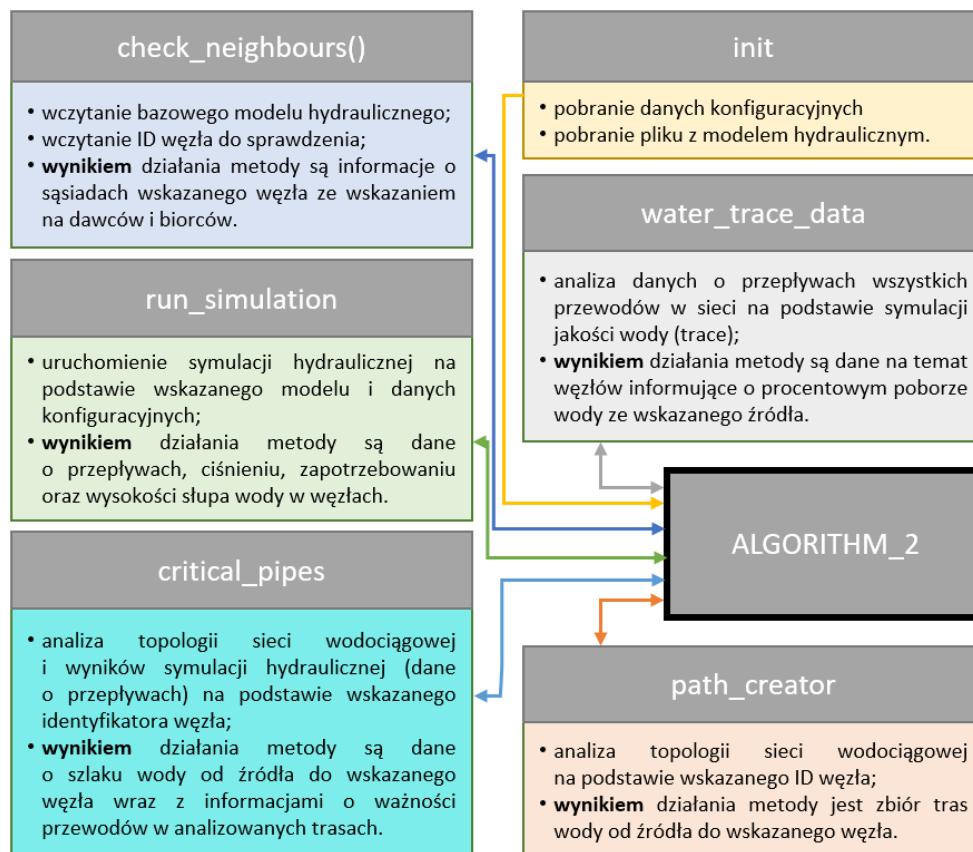 check_neighbours()
• wczytanie bazowego modelu hydraulicznego;
• wczytanie ID węzła do sprawdzenia;
• wynikiem działania metody są informacje o
sąsiadach wskazanego węzła ze wskazaniem
na dawców i biorców.
init
• pobranie danych konfiguracyjnych
• pobranie pliku z modelem hydraulicznym.
water_trace_data
• analiza danych o przepływach wszystkich
przewodów w sieci na podstawie symulacji
jakości wody (trace);
• wynikiem działania metody są dane na temat
węzłów informujące o procentowym poborze
wody ze wskazanego źródła.
run_simulation
• uruchomienie symulacji hydraulicznej na
podstawie wskazanego modelu i danych
konfiguracyjnych;
• wynikiem działania metody są dane
o przepływach, ciśnieniu, zapotrzebowaniu
oraz wysokości słupa wody w węzłach.
ALGORITHM_2
critical_pipes
• analiza topologii sieci wodociągowej
i wyników symulacji hydraulicznej (dane
o przepływach) na podstawie wskazanego
identyfikatora węzła;
• wynikiem działania metody są dane
o szlaku wody od źródła do wskazanego
węzła wraz z informacjami o ważności
przewodów w analizowanych trasach.
path_creator
• analiza topologii sieci wodociągowej
na podstawie wskazanego ID węzła;
• wynikiem działania metody jest zbiór tras
wody od źródła do wskazanego węzła.